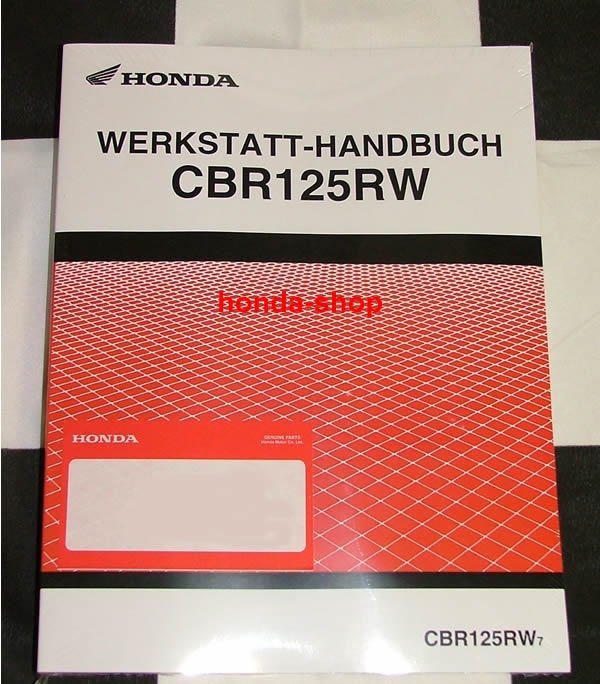 HONDA
WERKSTATT-HANDBUCH
CBR125RW
honda-shop
HONDA
GENUINE PARTS
Honda Motor Co. Ltd.
CBR125RW7